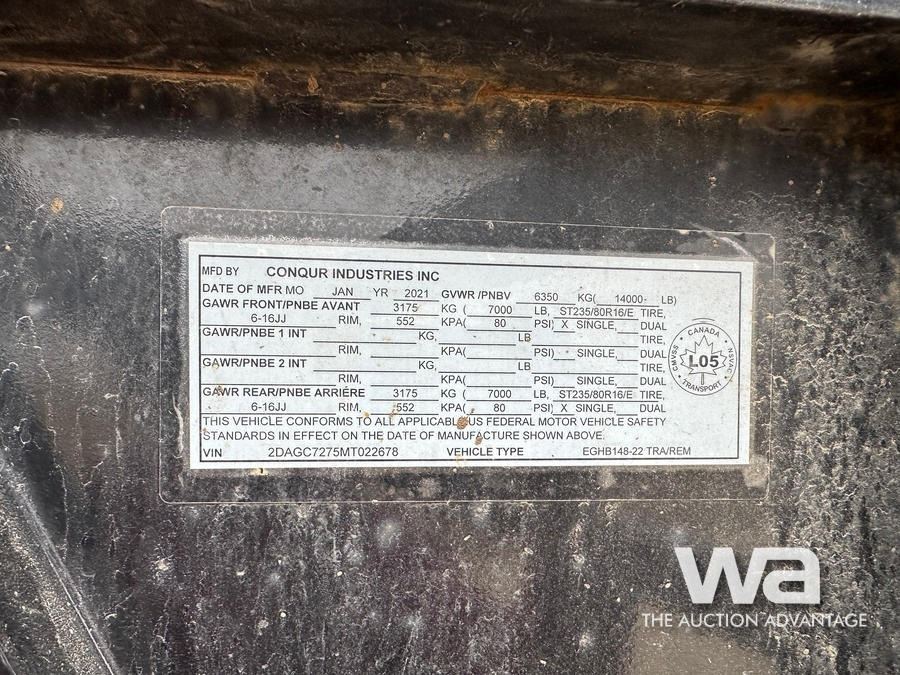 MFD BY CONQUR INDUSTRIES INC
DATE OF MFR MO JAN YR 2021 GVWR /PNBV 6350 KG( 14000- LB)
GAWR FRONT/PNBE AVANT 3175 KG ( 7000 LB, ST235/80R16/E TIRE,
6-16JJ RIM, 552 KPA( 80 PSI) X SINGLE, DUAL
GAWR/PNBE 1 INT KG, LB TIRE,
RIM, KPA( PSI) SINGLE, DUAL
GAWR/PNBE 2 INT KG, LB TIRE,
RIM, KPA( PSI) SINGLE, DUAL
GAWR REAR/PNBE ARRIÉRE 3175 KG ( 7000 LB, ST235/80R16/E TIRE,
6-16JJ RIM, 552 KPA( 80 PSI) X SINGLE, DUAL
THIS VEHICLE CONFORMS TO ALL APPLICABLE US FEDERAL MOTOR VEHICLE SAFETY
STANDARDS IN EFFECT ON THE DATE OF MANUFACTURE SHOWN ABOVE.
VIN 2DAGC7275MT022678 VEHICLE TYPE EGHB148-22 TRA/REM
CANADA
CMVSS L05 NSVAC
TRANSPORT
wa
THE AUCTION ADVANTAGE